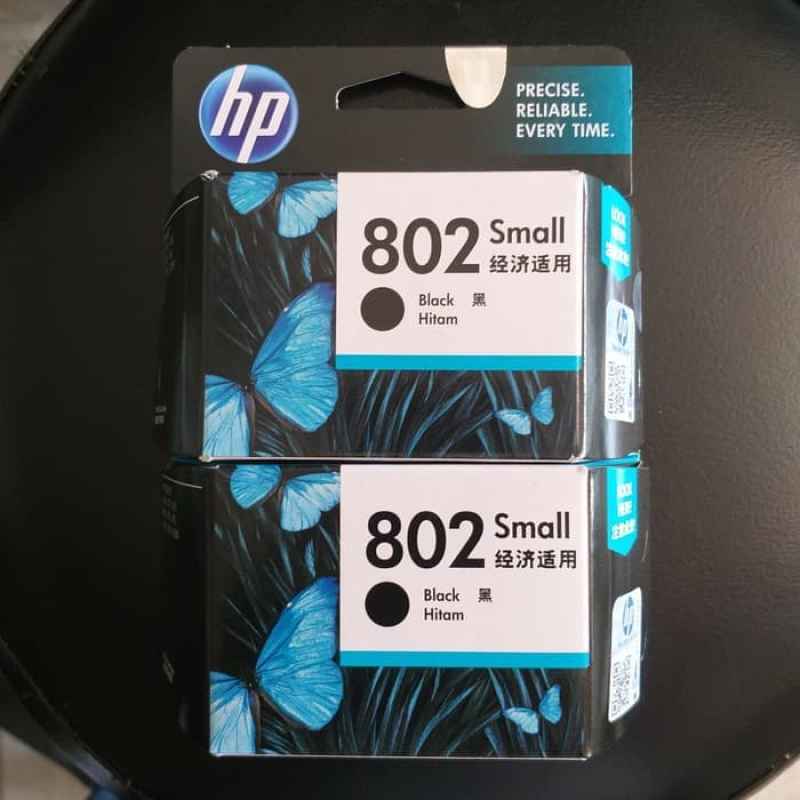 hp
PRECISE.
RELIABLE.
EVERY TIME.
802 Small
经济适用
Black 黑
Hitam
802 Small
经济适用
Black 黑
Hitam